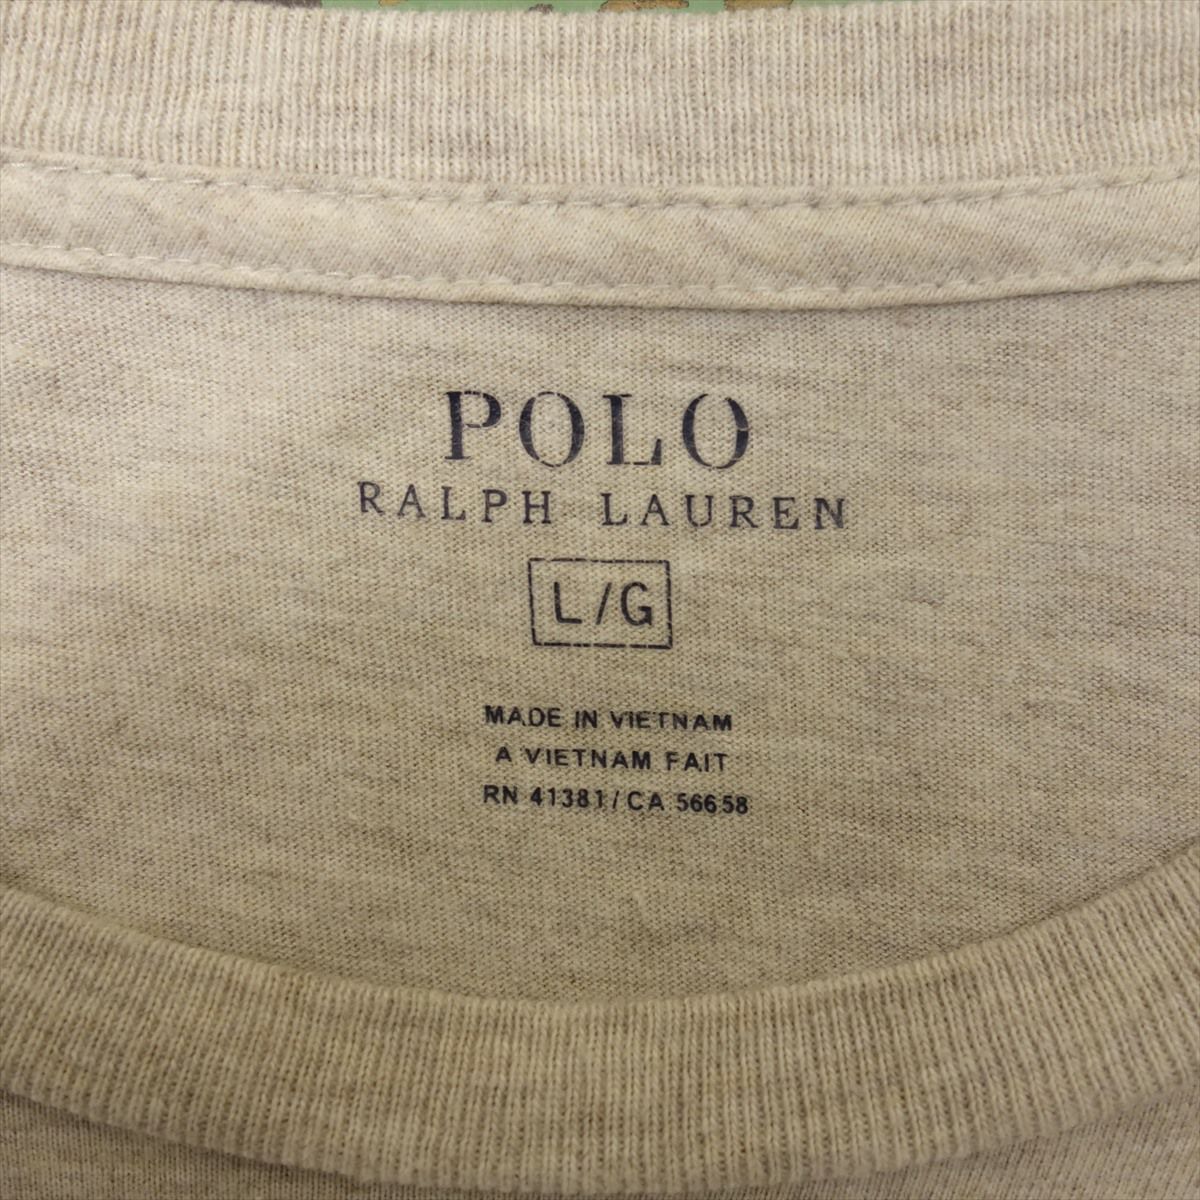 POLO
RALPH LAUREN
L/G
MADE IN VIETNAM
A VIETNAM FAIT
RN 41381/CA 56658